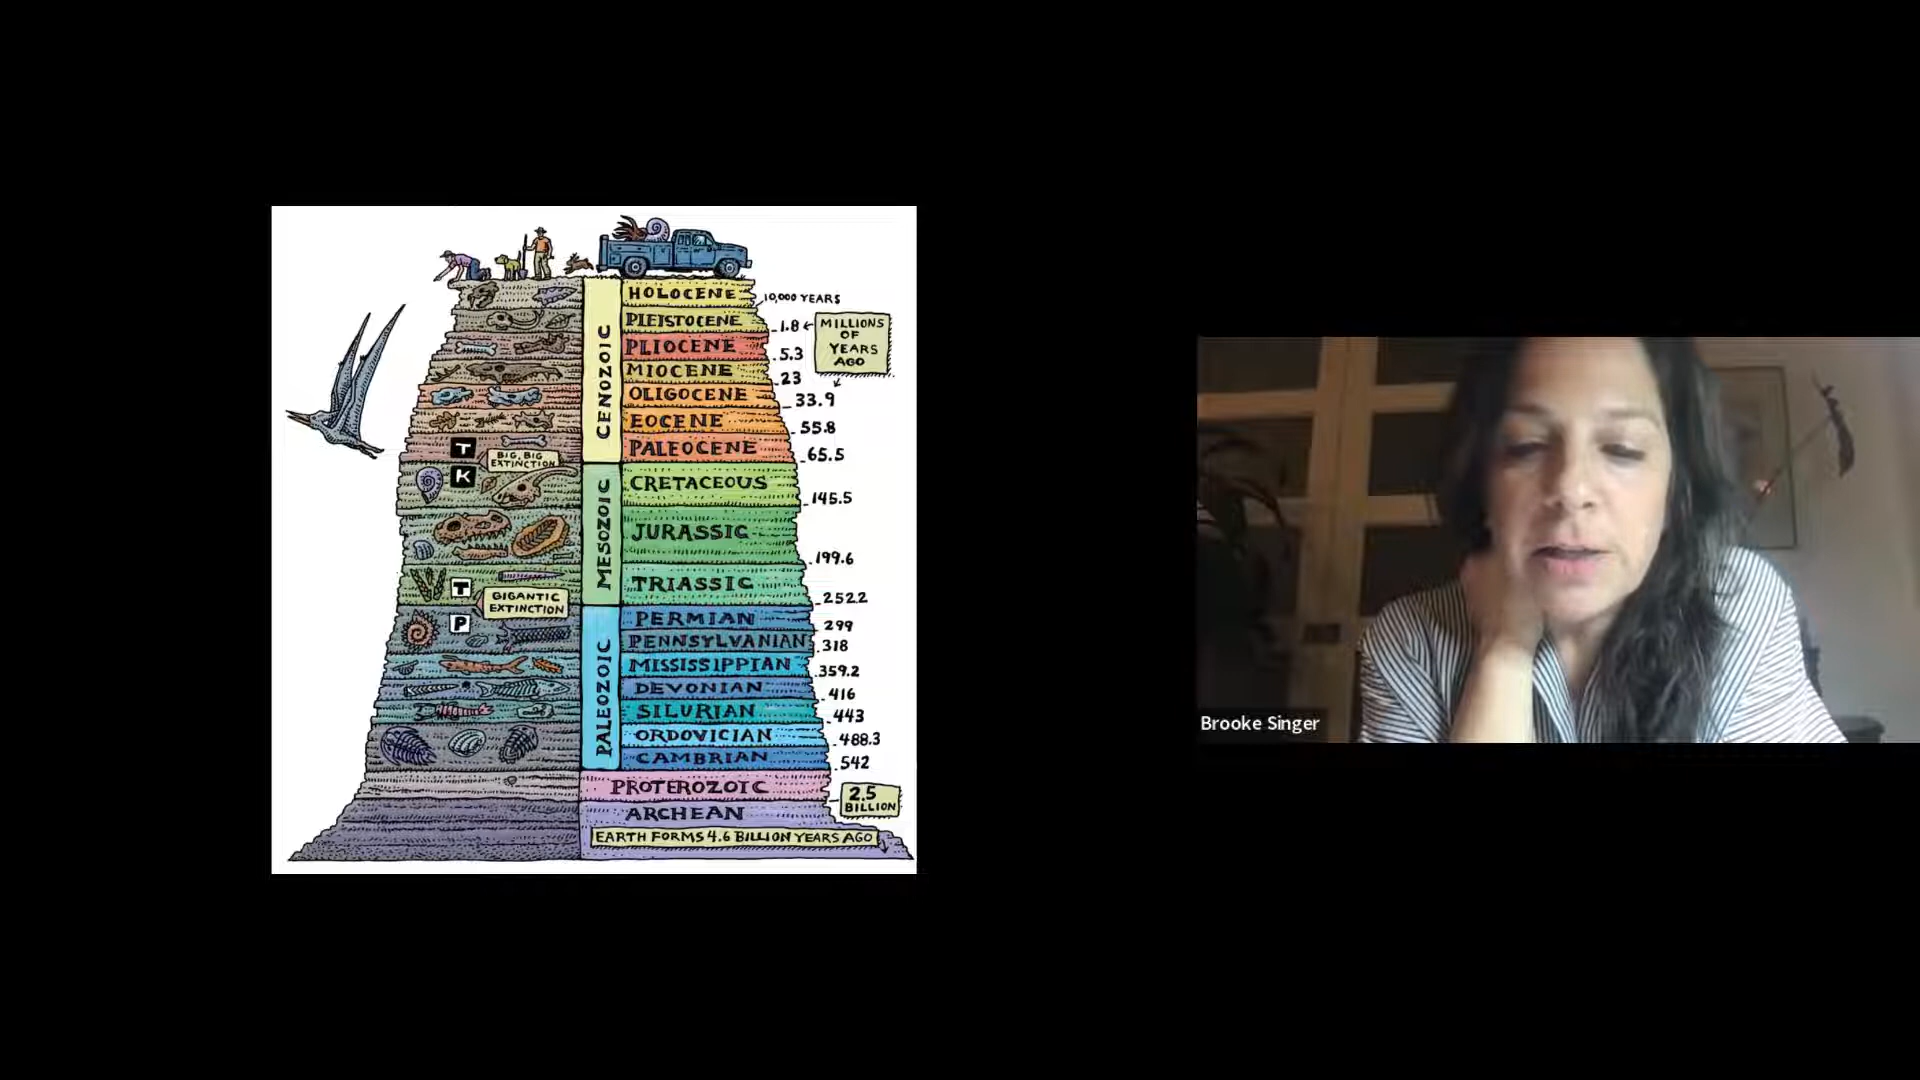 HOLOCENE
10,000 YEARS
PLEISTOCENE
1.8
MILLIONS
OF
YEARS
AGO
PLIOCENE
5.3
MIOCENE
23
OLIGOCENE
33.9
EOCENE
55.8
PALEOCENE
65.5
CENOZOIC
T
BIG, BIG
EXTINCTION
K
CRETACEOUS
145.5
JURASSIC
199.6
TRIASSIC
252.2
MESOZOIC
T
GIGANTIC
EXTINCTION
P
PERMIAN
299
PENNSYLVANIAN
318
MISSISSIPPIAN
359.2
DEVONIAN
416
SILURIAN
443
ORDOVICIAN
488.3
CAMBRIAN
542
PALEOZOIC
PROTEROZOIC
2.5
BILLION
ARCHEAN
EARTH FORMS 4.6 BILLION YEARS AGO
Brooke Singer